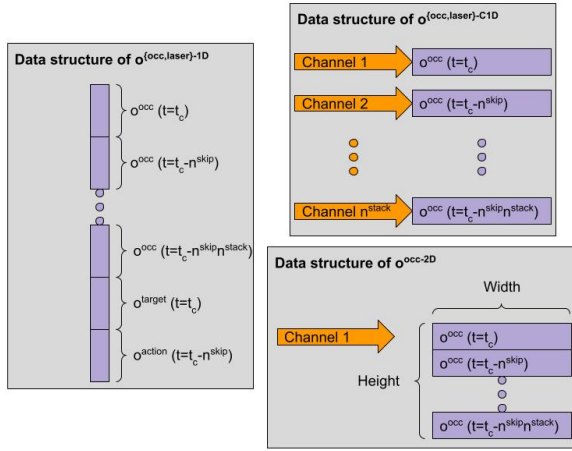 Data structure of o^{occ,laser}-1D
o^occ (t=t_c)
o^occ (t=t_c-n^skip)
o^occ (t=t_c-n^skip n^stack)
o^target (t=t_c)
o^action (t=t_c-n^skip)
Data structure of o^{occ,laser}-C1D
Channel 1 o^occ (t=t_c)
Channel 2 o^occ (t=t_c-n^skip)
Channel n^stack o^occ (t=t_c-n^skip n^stack)
Data structure of o^occ-2D
Width
Channel 1
Height
o^occ (t=t_c)
o^occ (t=t_c-n^skip)
o^occ (t=t_c-n^skip n^stack)